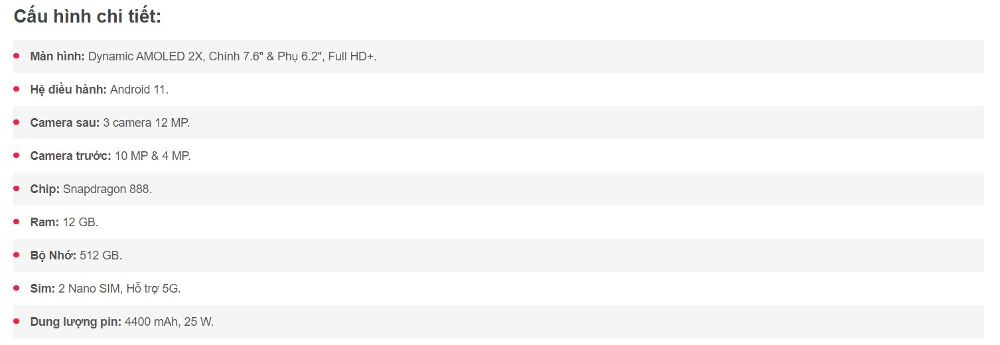 Cấu hình chi tiết:
Màn hình: Dynamic AMOLED 2X, Chính 7.6" & Phụ 6.2", Full HD+.
Hệ điều hành: Android 11.
Camera sau: 3 camera 12 MP.
Camera trước: 10 MP & 4 MP.
Chip: Snapdragon 888.
Ram: 12 GB.
Bộ Nhớ: 512 GB.
Sim: 2 Nano SIM, Hỗ trợ 5G.
Dung lượng pin: 4400 mAh, 25 W.